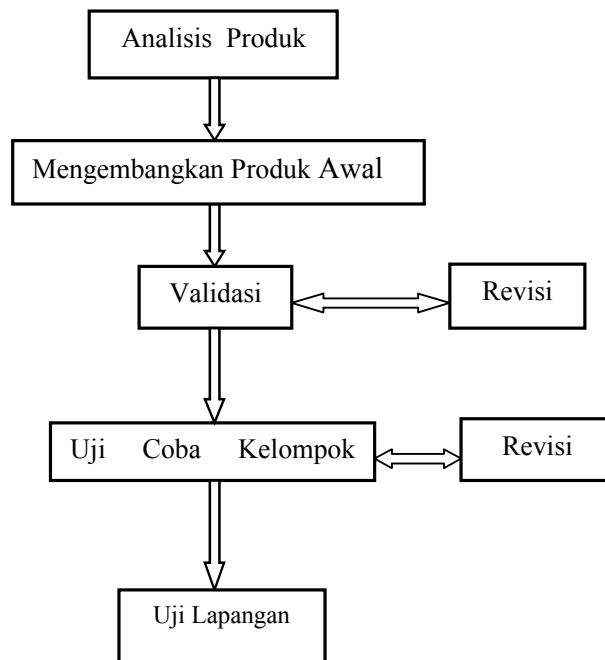 Analisis Produk
Mengembangkan Produk Awal
Validasi
Revisi
Uji Coba Kelompok
Revisi
Uji Lapangan